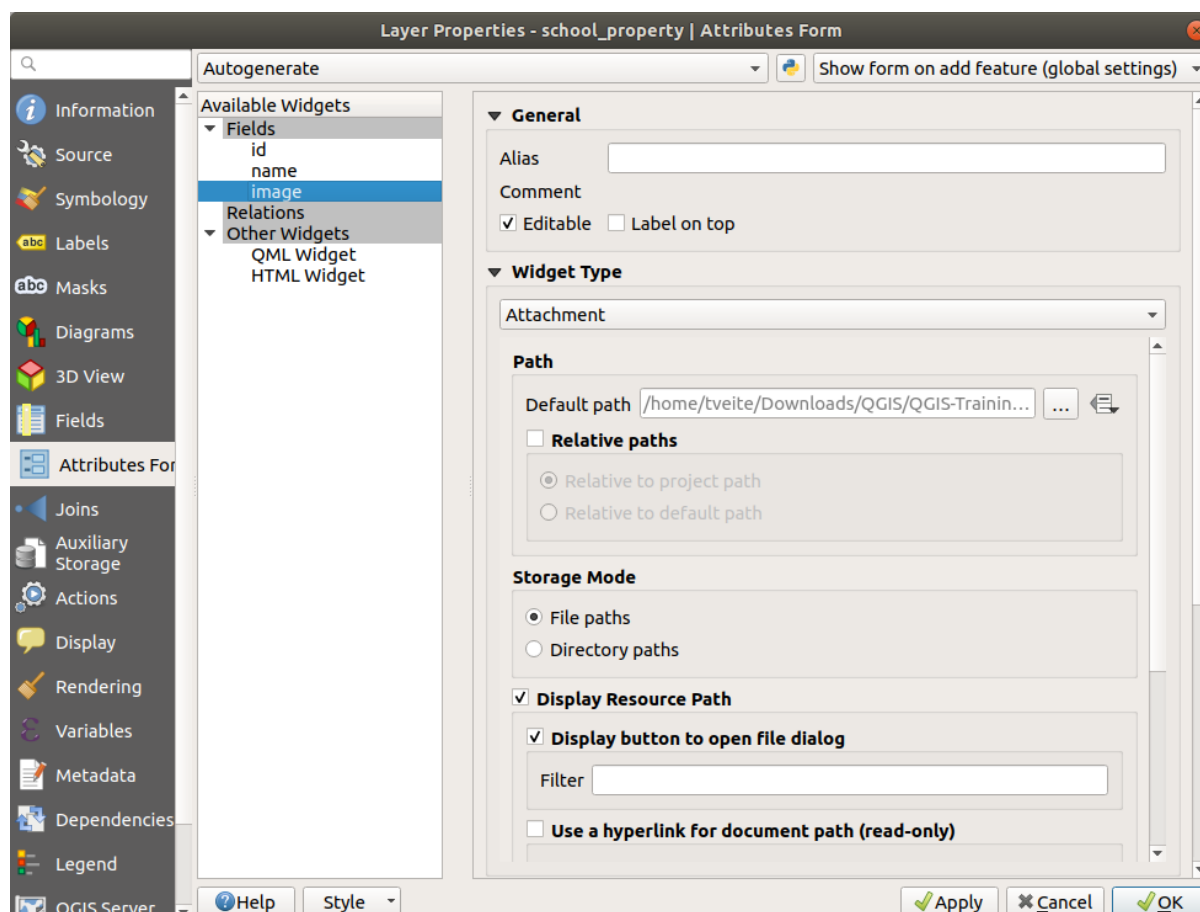 Layer Properties - school_property | Attributes Form
Autogenerate
Show form on add feature (global settings)
Information
Source
Symbology
abc Labels
abc Masks
Diagrams
3D View
Fields
Attributes For
Joins
Auxiliary
Storage
Actions
Display
Rendering
Variables
Metadata
Dependencies
Legend
QGIS Server
Available Widgets
Fields
id
name
image
Relations
Other Widgets
QML Widget
HTML Widget
General
Alias
Comment
Editable Label on top
Widget Type
Attachment
Path
Default path /home/tveite/Downloads/QGIS/QGIS-Trainin... ...
Relative paths
Relative to project path
Relative to default path
Storage Mode
File paths
Directory paths
Display Resource Path
Display button to open file dialog
Filter
Use a hyperlink for document path (read-only)
Help Style Apply Cancel OK